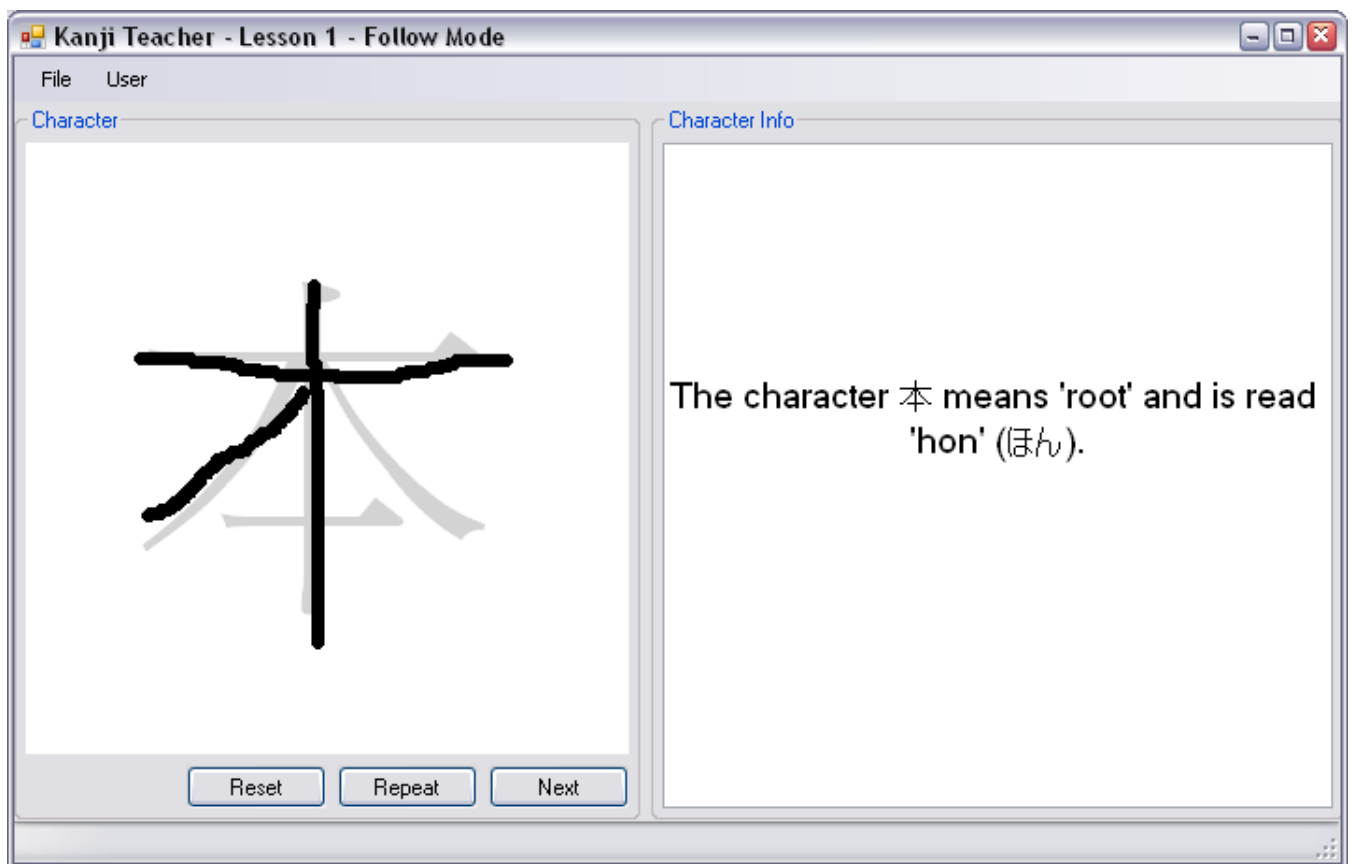 Kanji Teacher - Lesson 1 - Follow Mode
File User
Character
Character Info
本
The character 本 means 'root' and is read
'hon' (ほん).
Reset Repeat Next